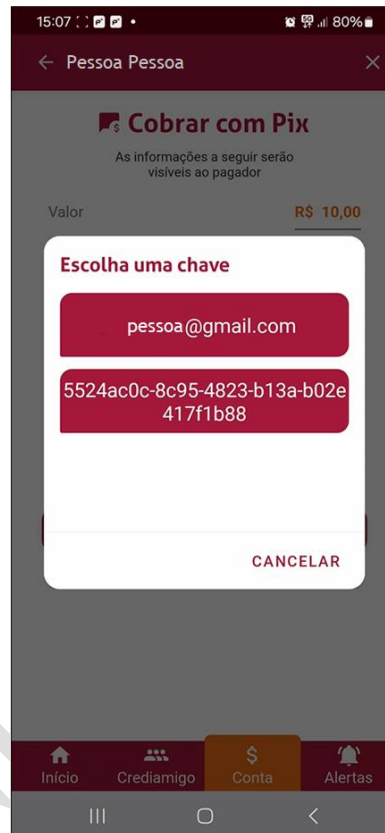 15:07
80%
Pessoa Pessoa
Cobrar com Pix
As informações a seguir serão
visíveis ao pagador
Valor R$ 10,00
Escolha uma chave
pessoa@gmail.com
5524ac0c-8c95-4823-b13a-b02e
417f1b88
CANCELAR
Início Crediamigo Conta Alertas